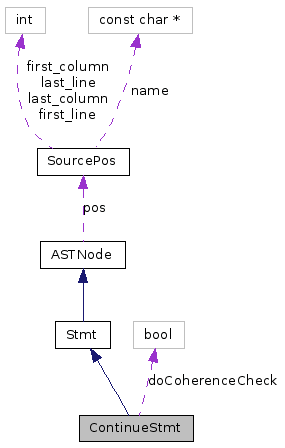 int
const char *
first_column
last_line
last_column
first_line
name
SourcePos
pos
ASTNode
Stmt
bool
doCoherenceCheck
ContinueStmt